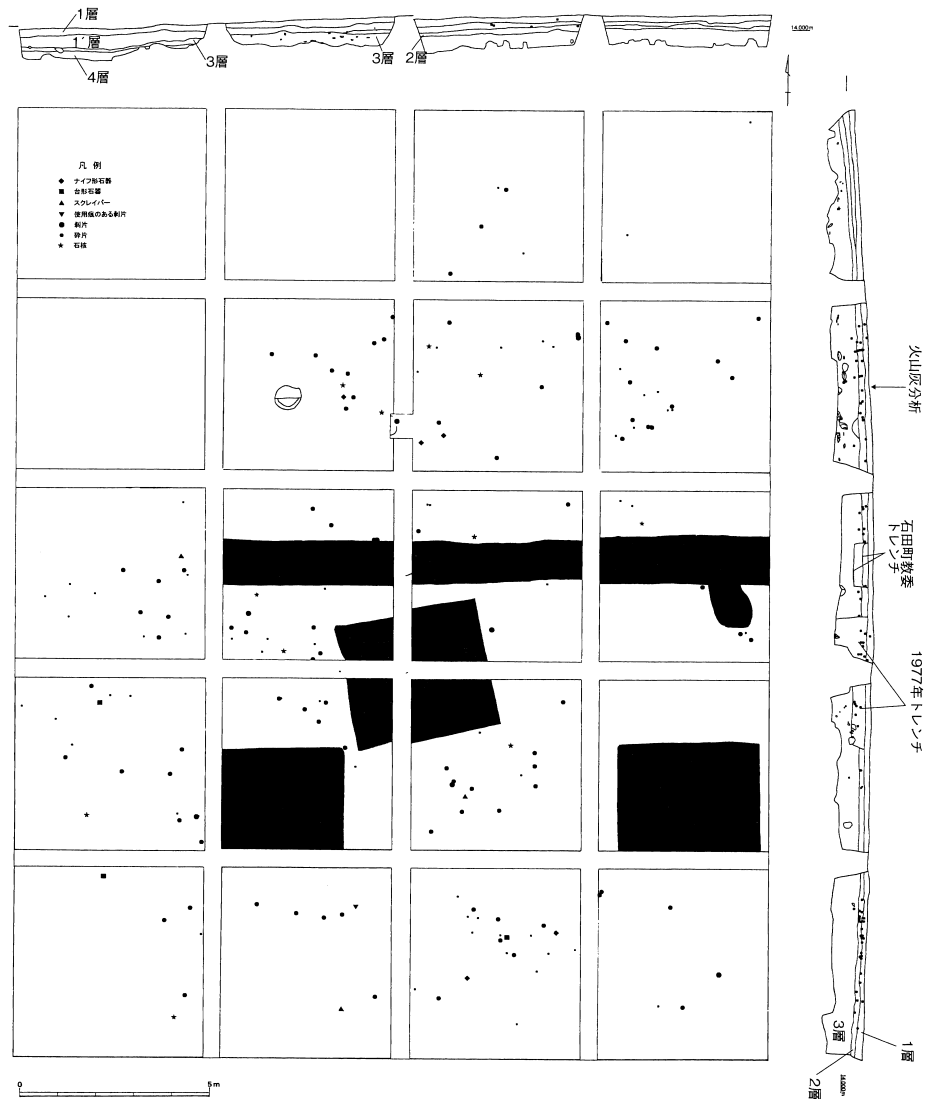 1層
1´層
3層
4層
3層
2層
14.000m
凡 例
ナイフ形石器
台形石器
スクレイパー
使用痕のある剥片
剥片
砕片
石核
火山灰分析
石田町教委
トレンチ
1977年トレンチ
3層
1層
2層
14.000m
0 5m